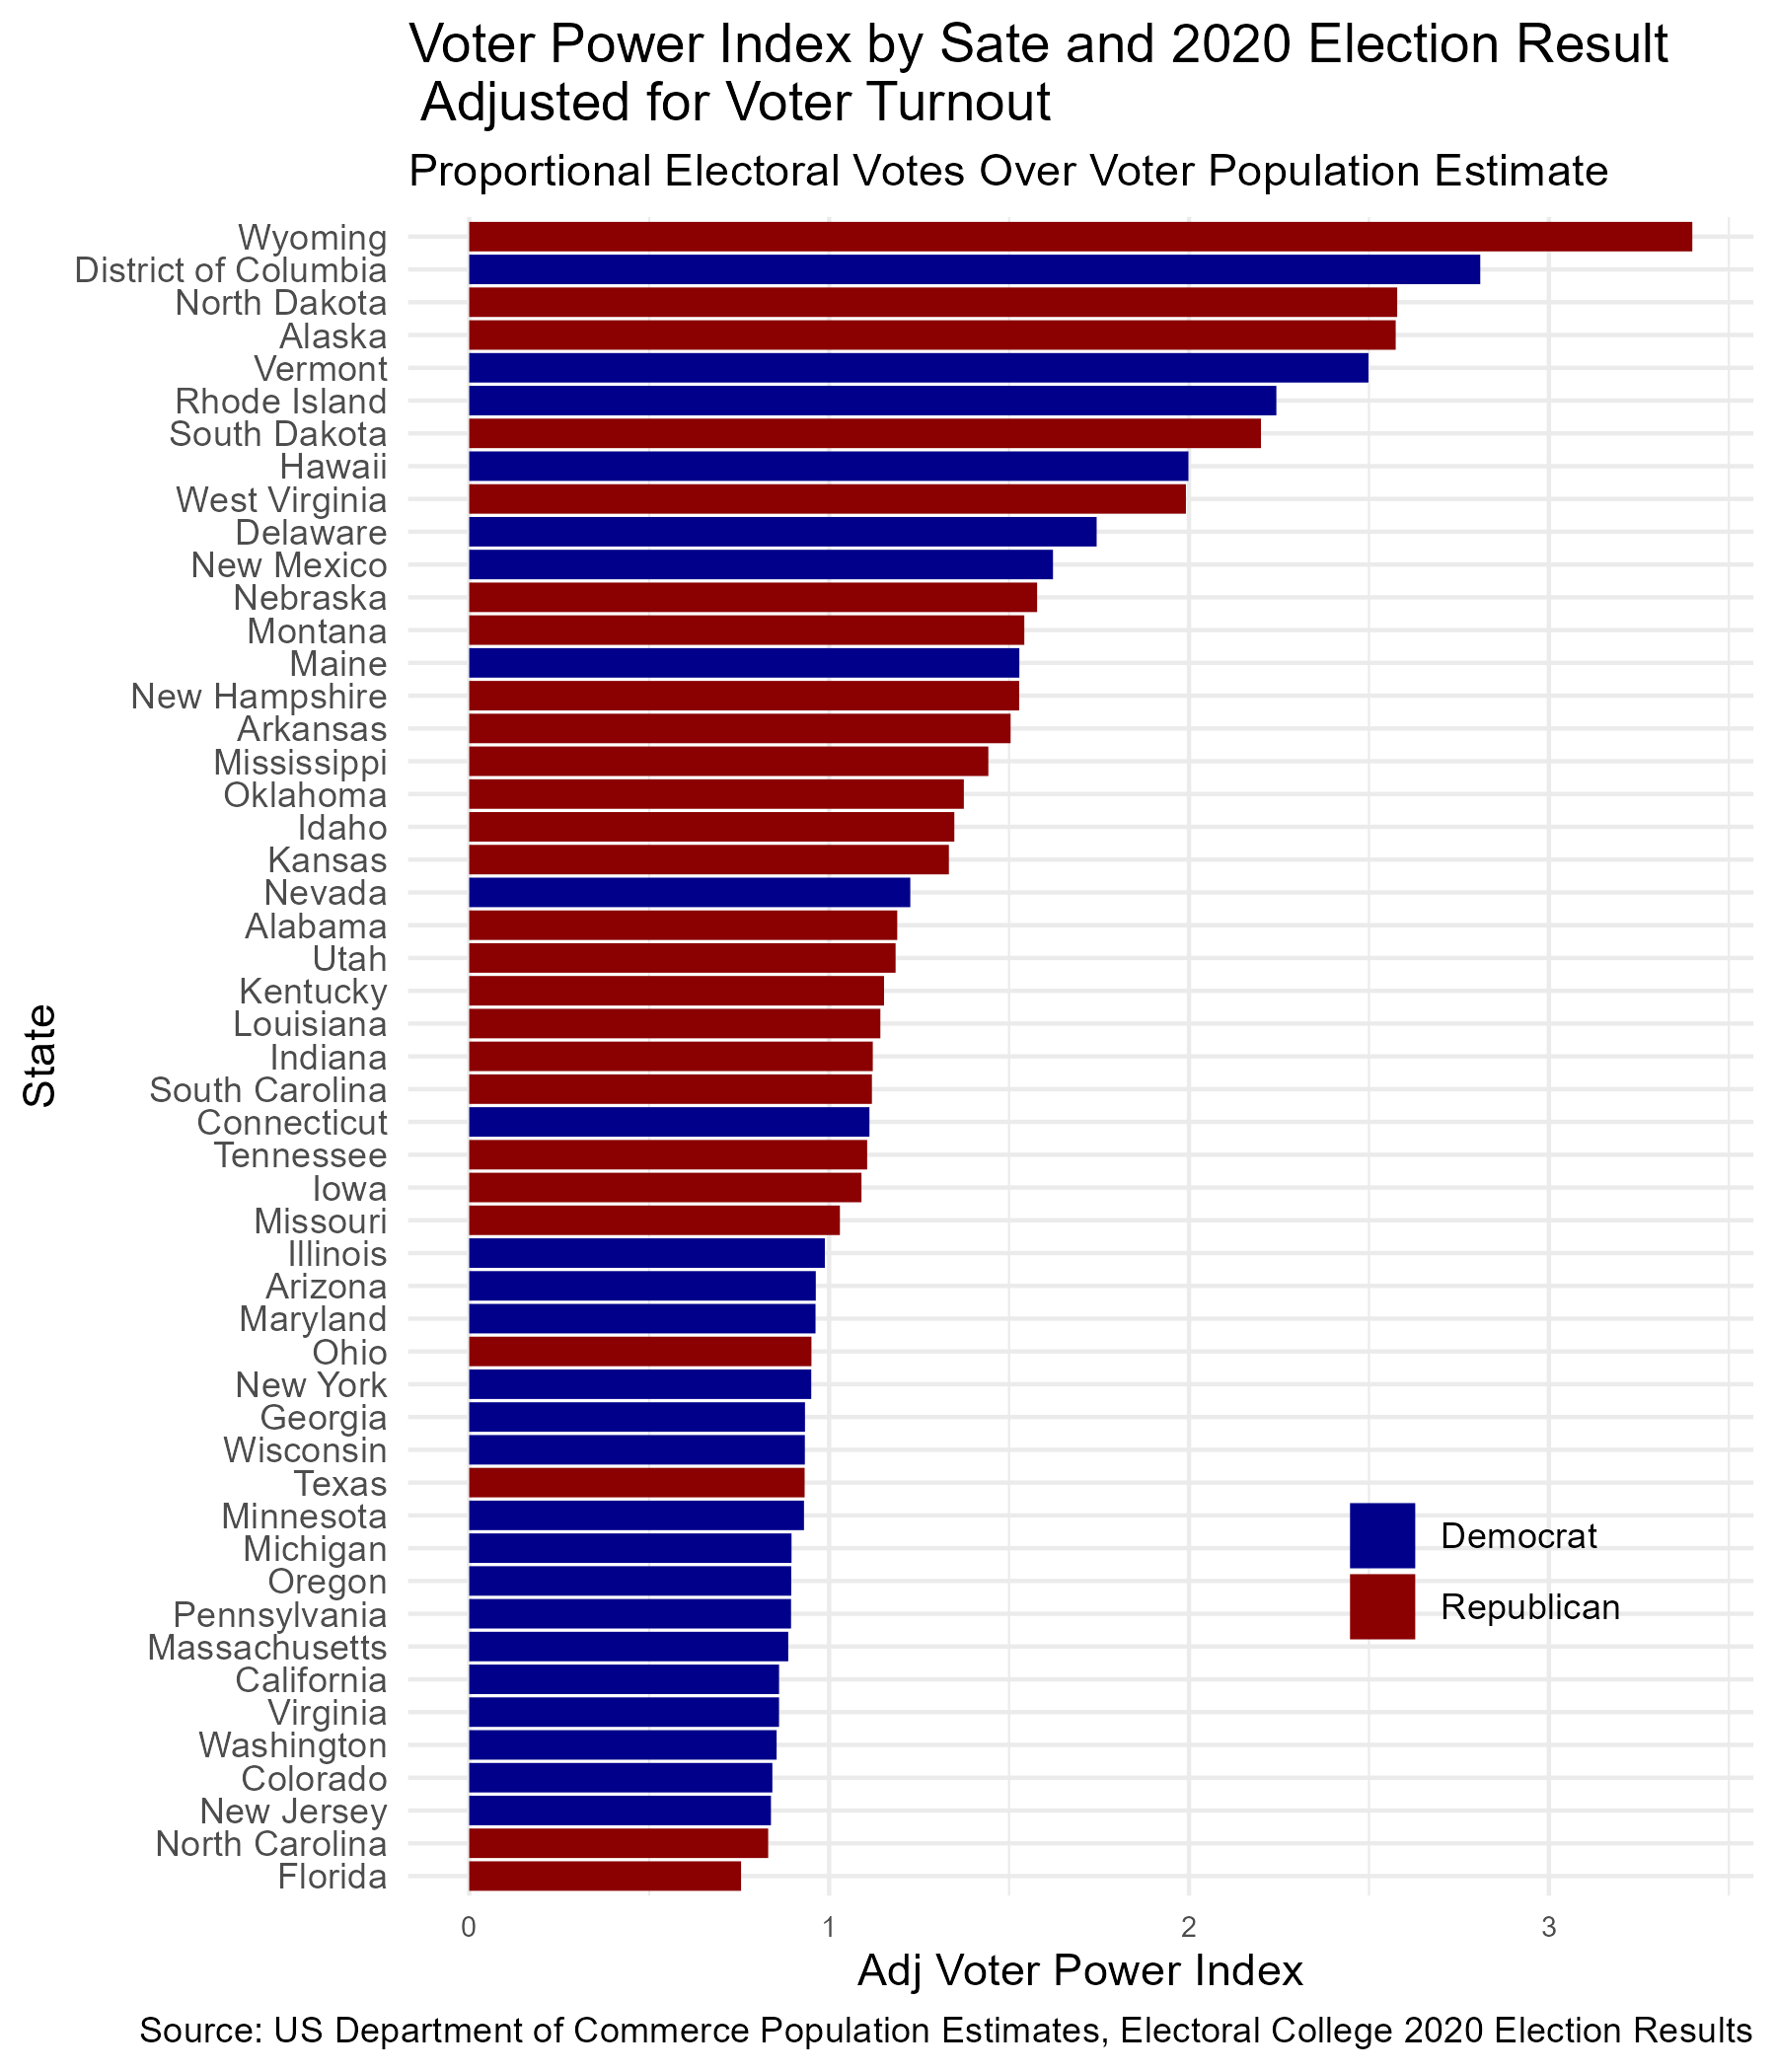 Voter Power Index by Sate and 2020 Election Result
Adjusted for Voter Turnout
Proportional Electoral Votes Over Voter Population Estimate
Wyoming
District of Columbia
North Dakota
Alaska
Vermont
Rhode Island
South Dakota
Hawaii
West Virginia
Delaware
New Mexico
Nebraska
Montana
Maine
New Hampshire
Arkansas
Mississippi
Oklahoma
Idaho
Kansas
Nevada
Alabama
Utah
Kentucky
Louisiana
Indiana
South Carolina
Connecticut
Tennessee
Iowa
Missouri
Illinois
Arizona
Maryland
Ohio
New York
Georgia
Wisconsin
Texas
Minnesota
Michigan
Oregon
Pennsylvania
Massachusetts
California
Virginia
Washington
Colorado
New Jersey
North Carolina
Florida
State
Democrat
Republican
0 1 2 3
Adj Voter Power Index
Source: US Department of Commerce Population Estimates, Electoral College 2020 Election Results